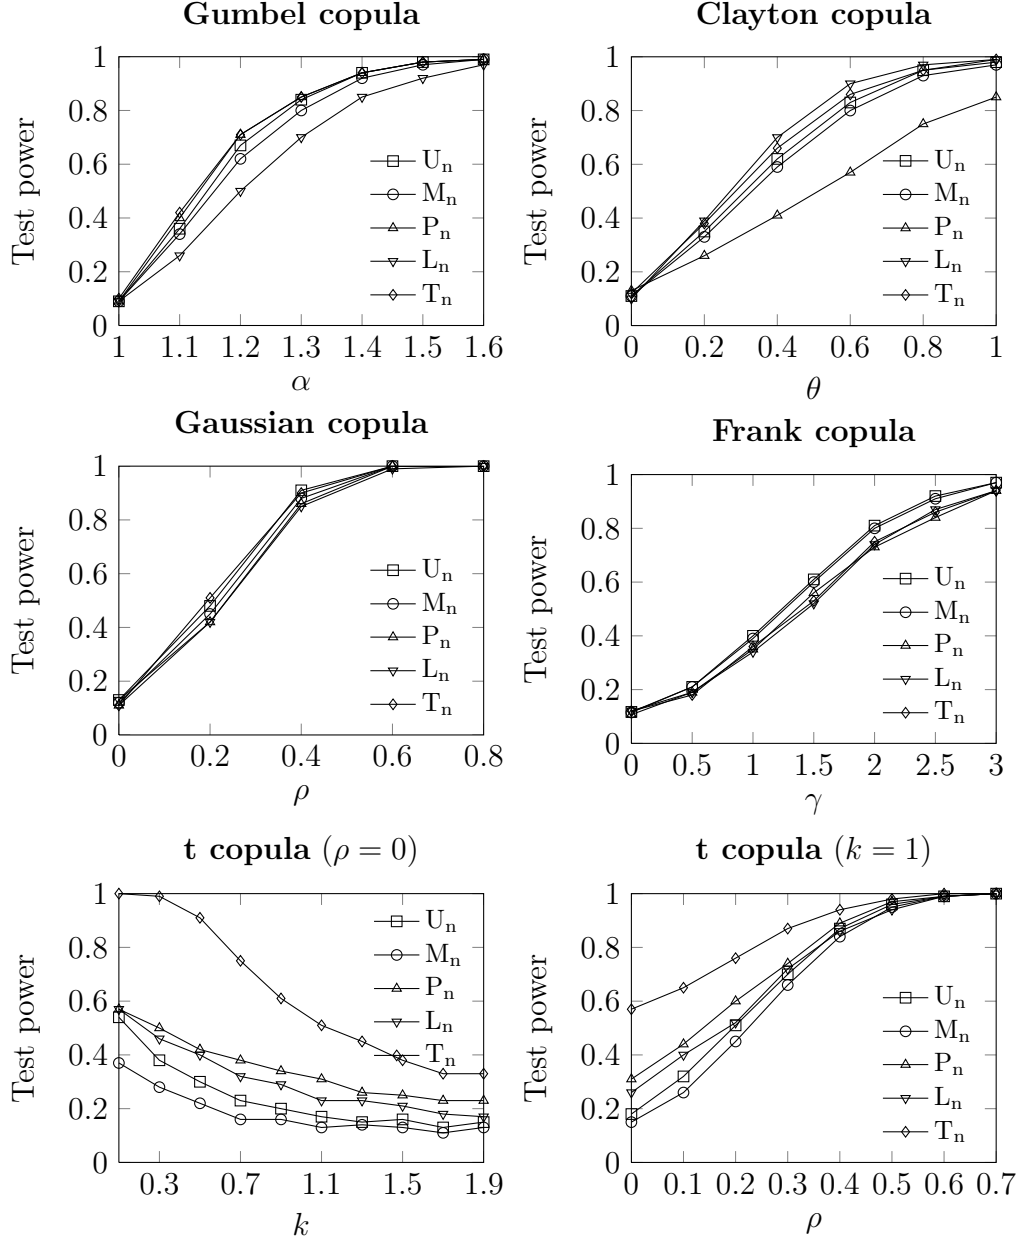 Gumbel copula
Test power
1
0.8
0.6
0.4
0.2
0
1 1.1 1.2 1.3 1.4 1.5 1.6
α
Uₙ
Mₙ
Pₙ
Lₙ
Tₙ
Clayton copula
Test power
1
0.8
0.6
0.4
0.2
0
0 0.2 0.4 0.6 0.8 1
θ
Uₙ
Mₙ
Pₙ
Lₙ
Tₙ
Gaussian copula
Test power
1
0.8
0.6
0.4
0.2
0
0 0.2 0.4 0.6 0.8
ρ
Uₙ
Mₙ
Pₙ
Lₙ
Tₙ
Frank copula
Test power
1
0.8
0.6
0.4
0.2
0
0 0.5 1 1.5 2 2.5 3
γ
Uₙ
Mₙ
Pₙ
Lₙ
Tₙ
t copula (ρ = 0)
Test power
1
0.8
0.6
0.4
0.2
0
0.3 0.7 1.1 1.5 1.9
k
Uₙ
Mₙ
Pₙ
Lₙ
Tₙ
t copula (k = 1)
Test power
1
0.8
0.6
0.4
0.2
0
0 0.1 0.2 0.3 0.4 0.5 0.6 0.7
ρ
Uₙ
Mₙ
Pₙ
Lₙ
Tₙ